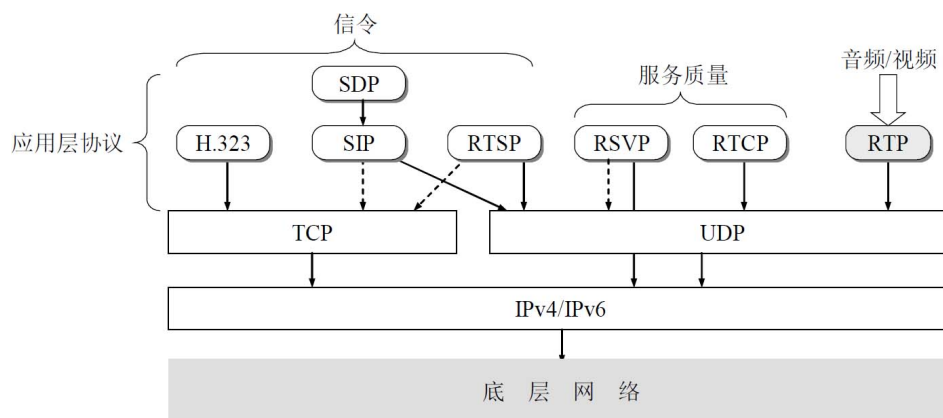 信令
音频/视频
服务质量
SDP
应用层协议
H.323
SIP
RTSP
RSVP
RTCP
RTP
TCP
UDP
IPv4/IPv6
底层网络